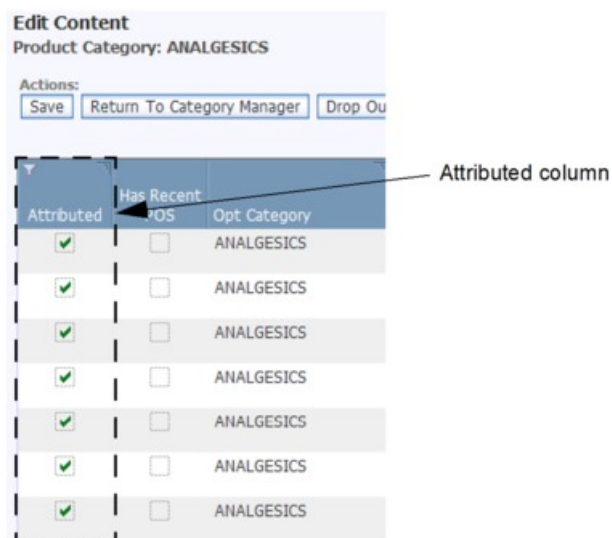 Edit Content
Product Category: ANALGESICS
Actions:
Save Return To Category Manager Drop Ou
Attributed column
Attributed Has Recent POS Opt Category
ANALGESICS
ANALGESICS
ANALGESICS
ANALGESICS
ANALGESICS
ANALGESICS
ANALGESICS